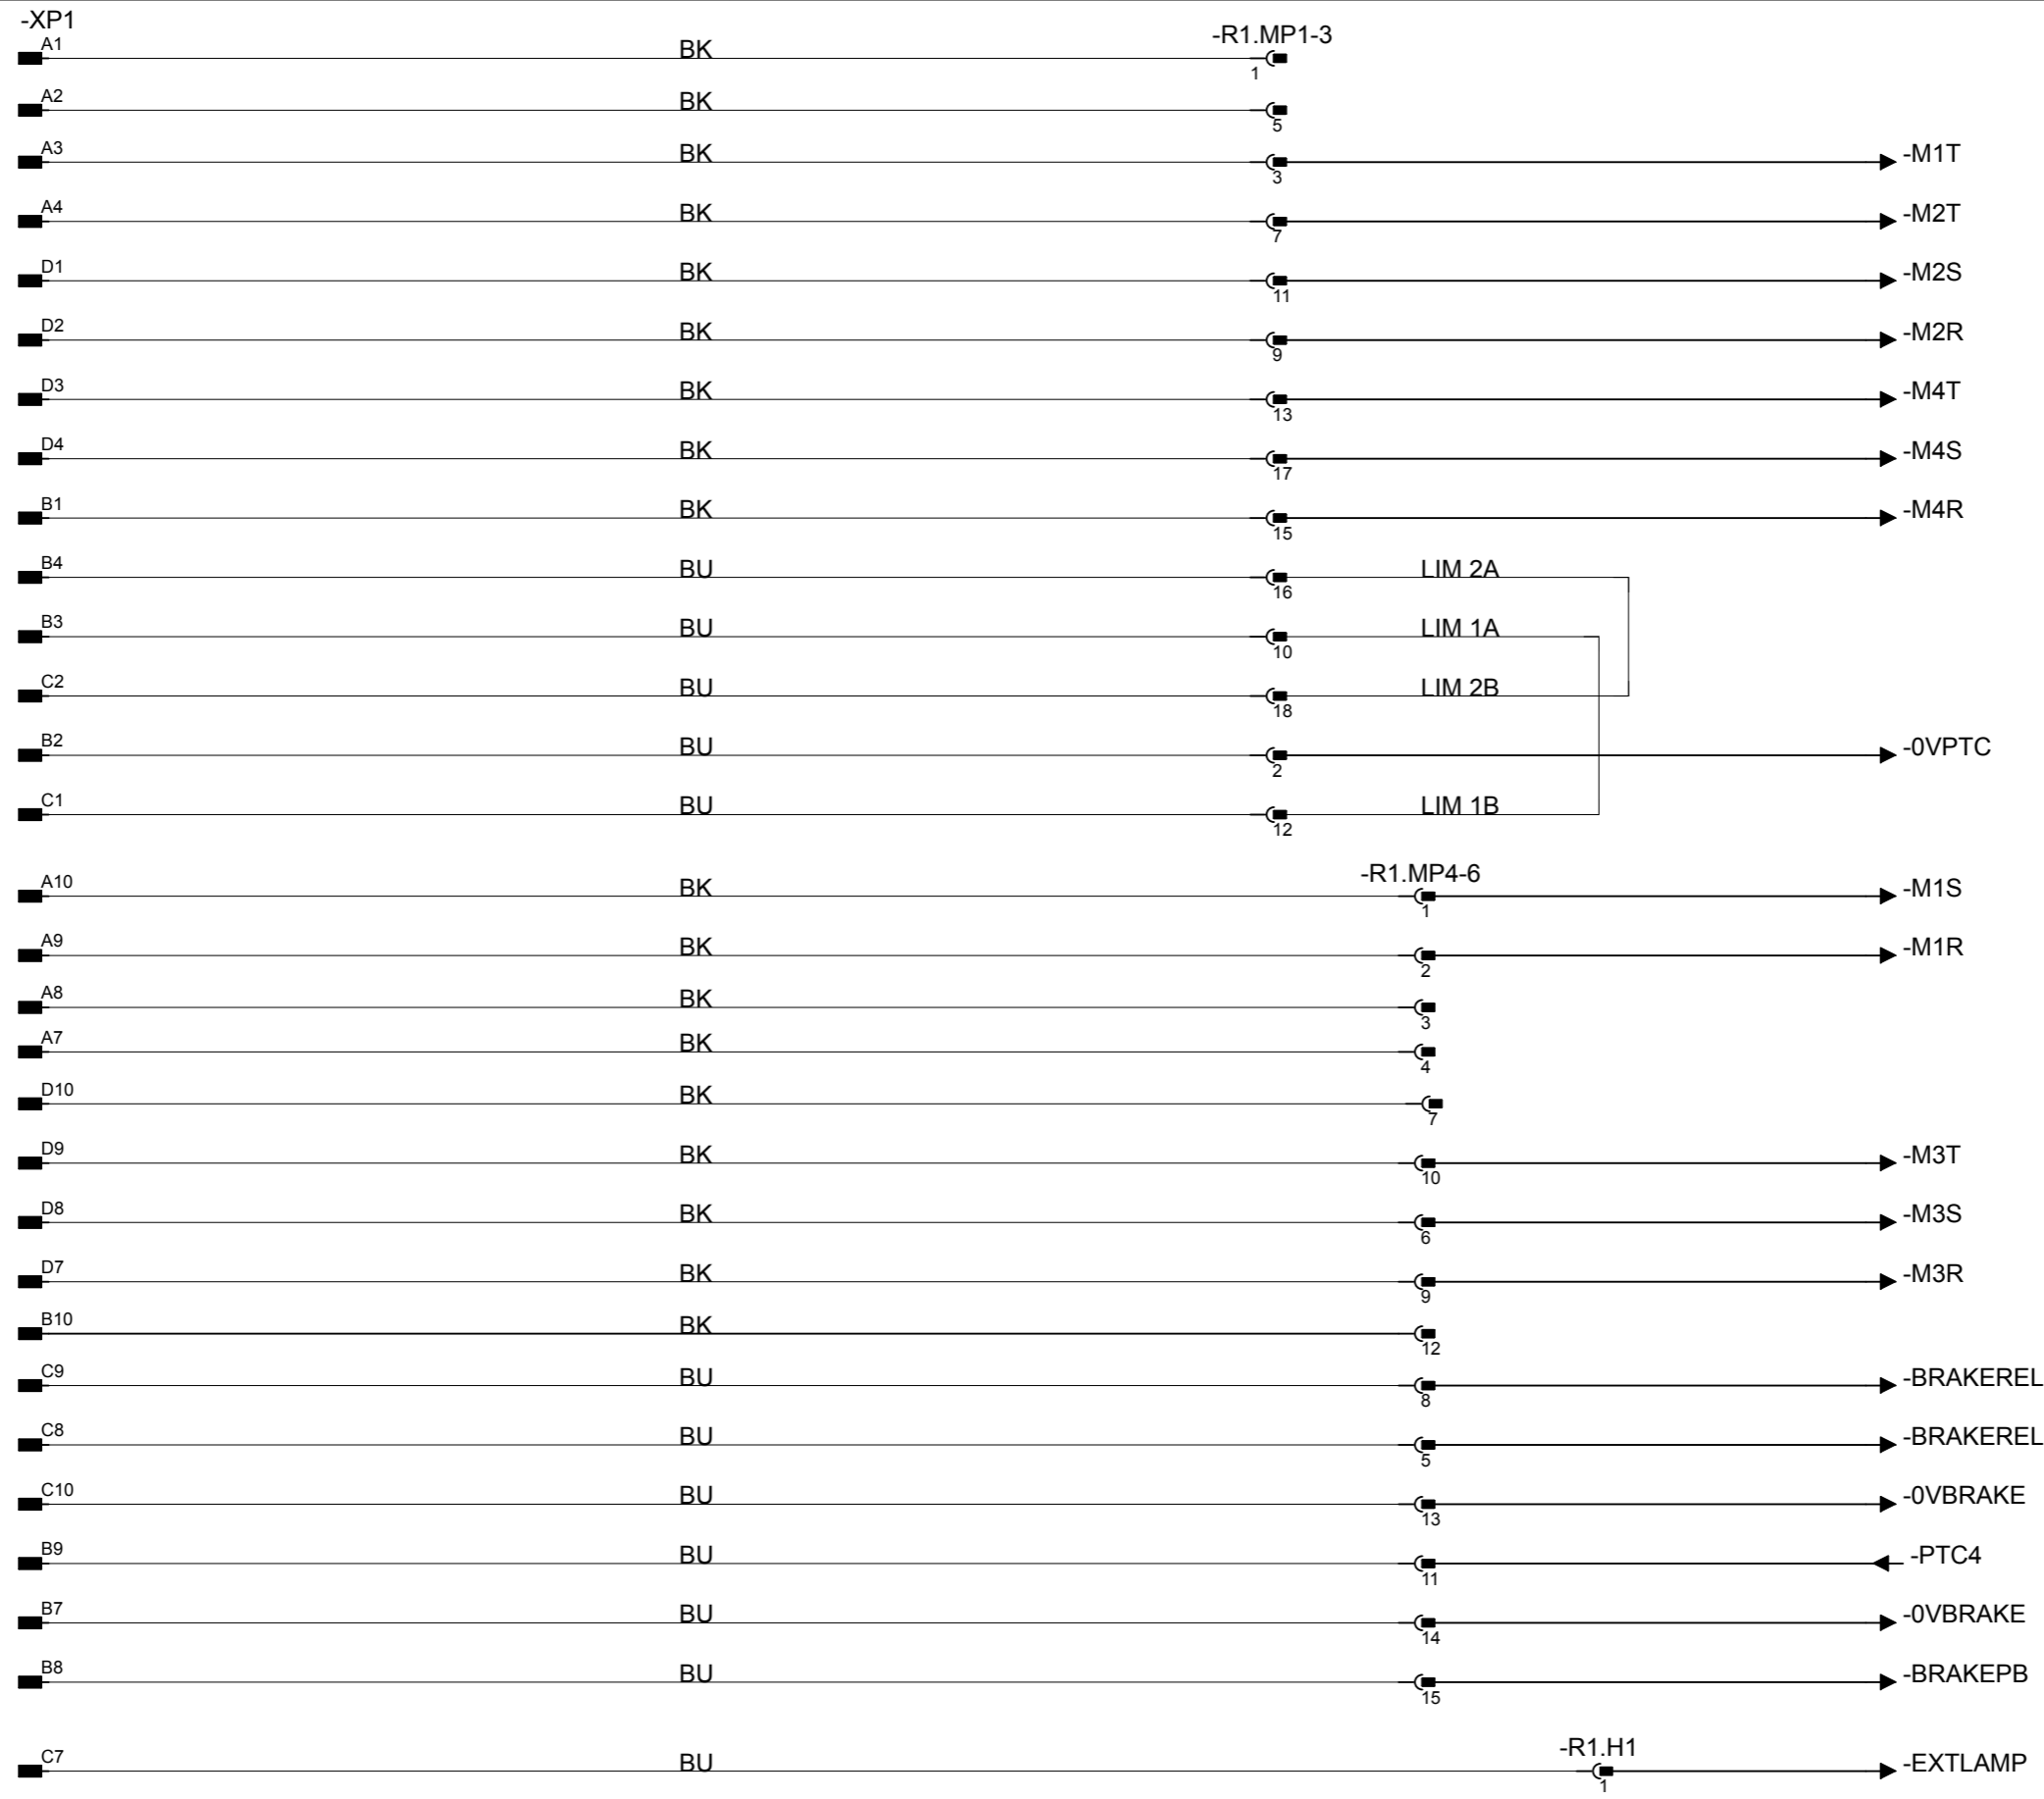 -XP1
A1 BK -R1.MP1-3 1
A2 BK 5
A3 BK 3 -M1T
A4 BK 7 -M2T
D1 BK 11 -M2S
D2 BK 9 -M2R
D3 BK 13 -M4T
D4 BK 17 -M4S
B1 BK 15 -M4R
B4 BU 16 LIM 2A
B3 BU 10 LIM 1A
C2 BU 18 LIM 2B
B2 BU 2 -0VPTC
C1 BU 12 LIM 1B
-R1.MP4-6
A10 BK 1 -M1S
A9 BK 2 -M1R
A8 BK 3
A7 BK 4
D10 BK 7
D9 BK 10 -M3T
D8 BK 6 -M3S
D7 BK 9 -M3R
B10 BK 12
C9 BU 8 -BRAKEREL
C8 BU 5 -BRAKEREL
C10 BU 13 -0VBRAKE
B9 BU 11 -PTC4
B7 BU 14 -0VBRAKE
B8 BU 15 -BRAKEPB
-R1.H1
C7 BU 1 -EXTLAMP